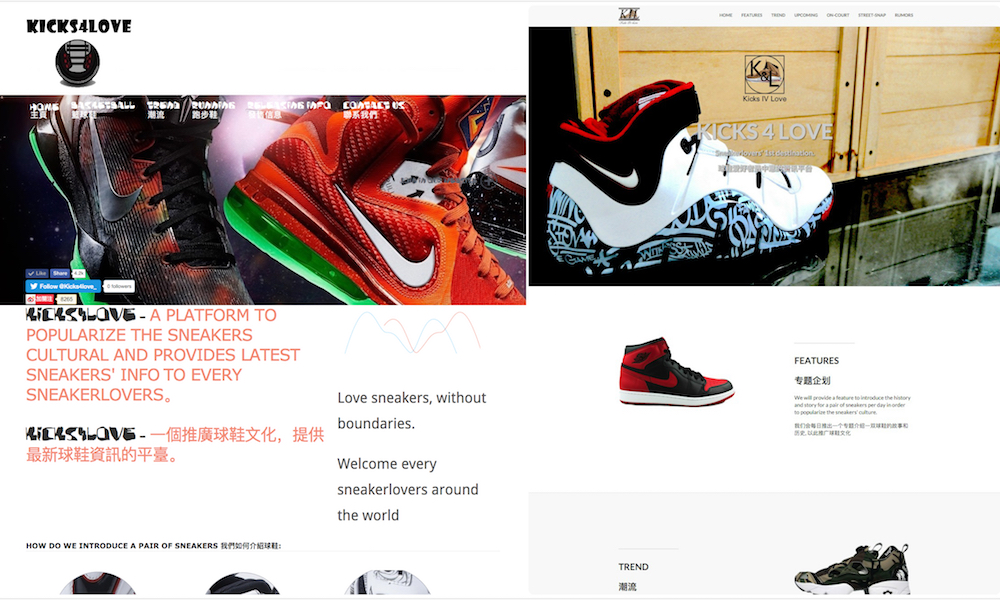 KICKS4LOVE
HOME BASKETBALL TREND RUNNING RELEASING INFO CONTACT US
主頁 籃球鞋 潮流 跑步鞋 發售信息 聯系我們
Like Share 4.2k
Follow @Kicks4love_ 0 followers
加關注 6265
KICKS4LOVE - A PLATFORM TO
POPULARIZE THE SNEAKERS
CULTURAL AND PROVIDES LATEST
SNEAKERS' INFO TO EVERY
SNEAKERLOVERS。
KICKS4LOVE - 一個推廣球鞋文化，提供
最新球鞋資訊的平臺。
Love sneakers, without
boundaries.
Welcome every
sneakerlovers around
the world
HOW DO WE INTRODUCE A PAIR OF SNEAKERS 我們如何介紹球鞋:
HOME FEATURES TREND UPCOMING ON-COURT STREET-SNAP RUMORS
K&L
Kicks IV Love
KICKS 4 LOVE
Sneakerlovers' 1st destination.
FEATURES
专题企划
We will provide a feature to introduce the history
and story for a pair of sneakers per day in order
to popularize the sneakers' culture.
我们会每日推出一个专题介绍一双球鞋的故事和
历史,以此推广球鞋文化
TREND
潮流